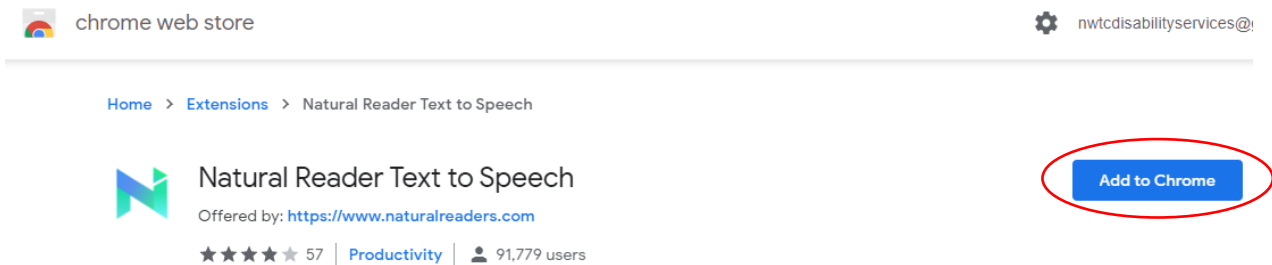 chrome web store
nwtcdisabilityservices@
Home > Extensions > Natural Reader Text to Speech
Natural Reader Text to Speech
Add to Chrome
Offered by: https://www.naturalreaders.com
57 | Productivity | 91,779 users